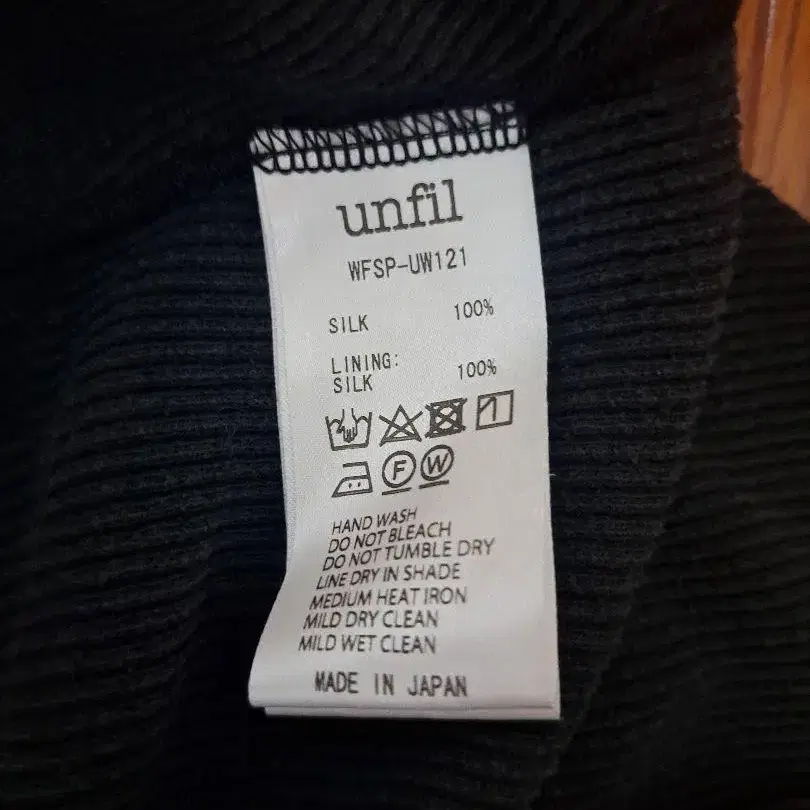 unfil
WFSP-UW121
SILK 100%
LINING:
SILK 100%
F W
HAND WASH
DO NOT BLEACH
DO NOT TUMBLE DRY
LINE DRY IN SHADE
MEDIUM HEAT IRON
MILD DRY CLEAN
MILD WET CLEAN
MADE IN JAPAN